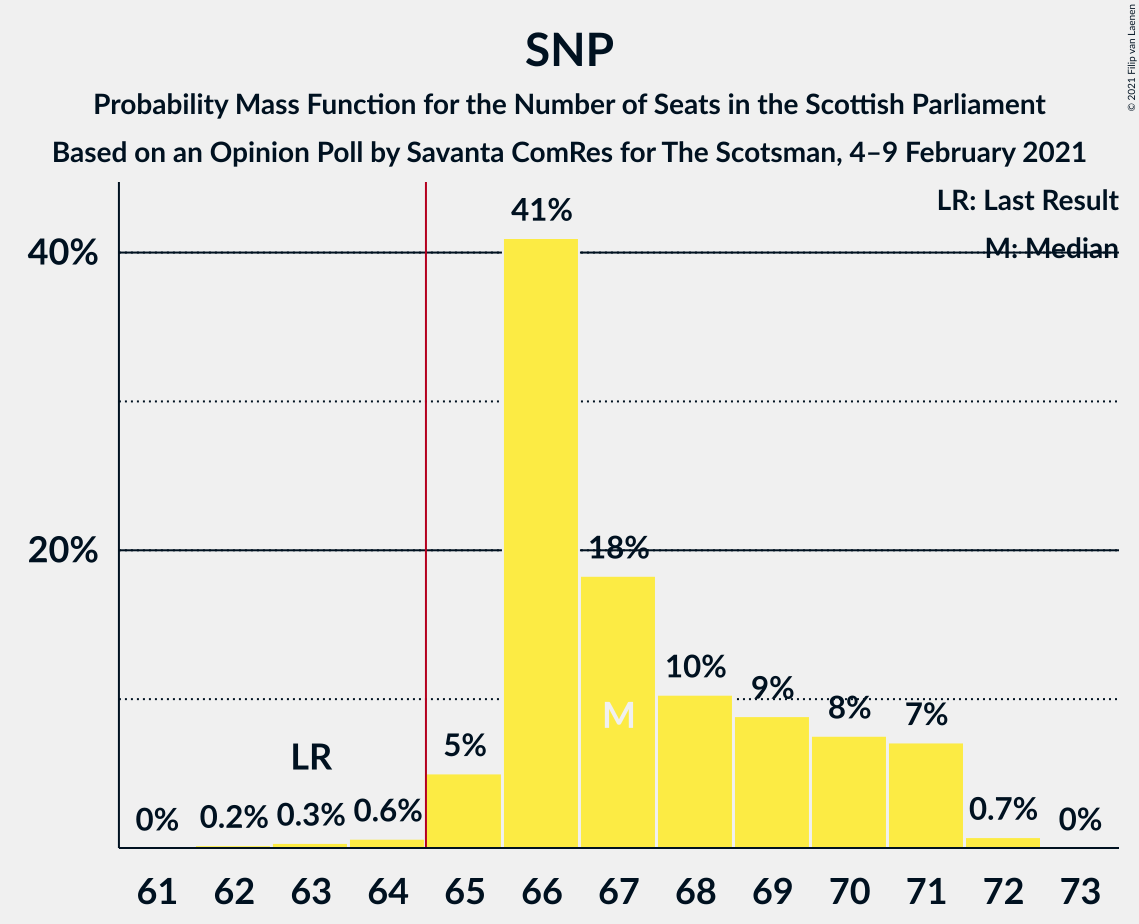 SNP
Probability Mass Function for the Number of Seats in the Scottish Parliament
Based on an Opinion Poll by Savanta ComRes for The Scotsman, 4–9 February 2021
© 2021 Filip van Laenen
LR: Last Result
M: Median
40%
20%
0%
0.2%
0.3%
0.6%
5%
41%
18%
10%
9%
8%
7%
0.7%
0%
LR
M
61 62 63 64 65 66 67 68 69 70 71 72 73